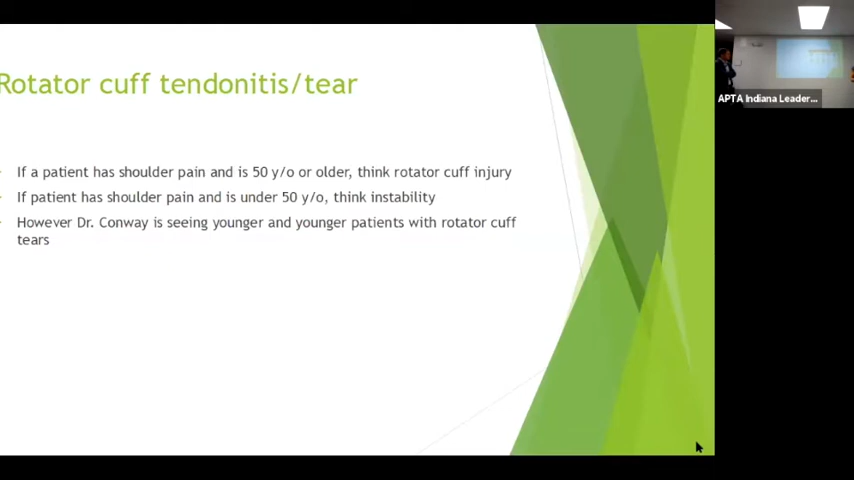 Rotator cuff tendonitis/tear
If a patient has shoulder pain and is 50 y/o or older, think rotator cuff injury
If patient has shoulder pain and is under 50 y/o, think instability
However Dr. Conway is seeing younger and younger patients with rotator cuff
tears
APTA Indiana Leader...